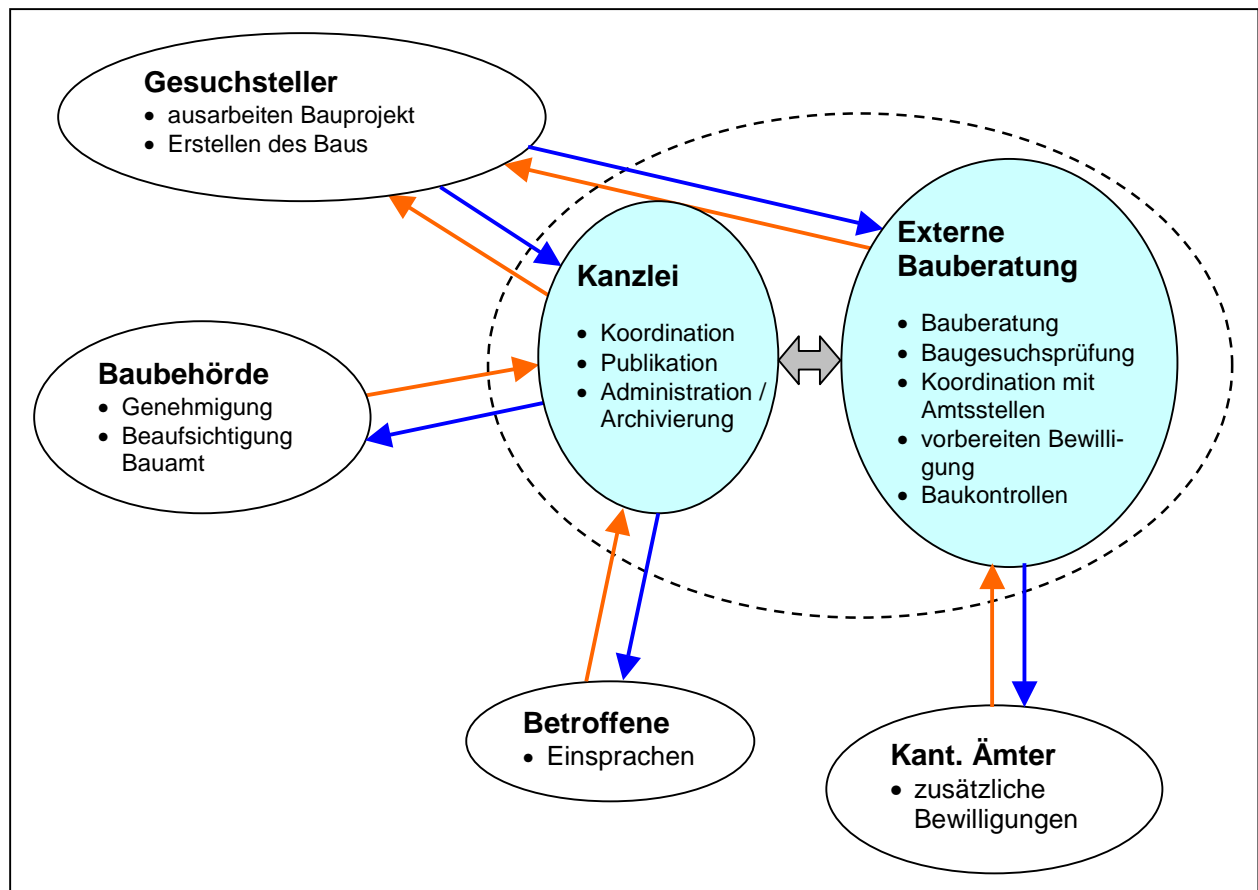 Gesuchsteller
• ausarbeiten Bauprojekt
• Erstellen des Baus
Externe
Bauberatung
• Bauberatung
• Baugesuchsprüfung
• Koordination mit
Amtsstellen
• vorbereiten Bewilli-
gung
• Baukontrollen
Kanzlei
• Koordination
• Publikation
• Administration /
Archivierung
Baubehörde
• Genehmigung
• Beaufsichtigung
Bauamt
Betroffene
• Einsprachen
Kant. Ämter
• zusätzliche
Bewilligungen